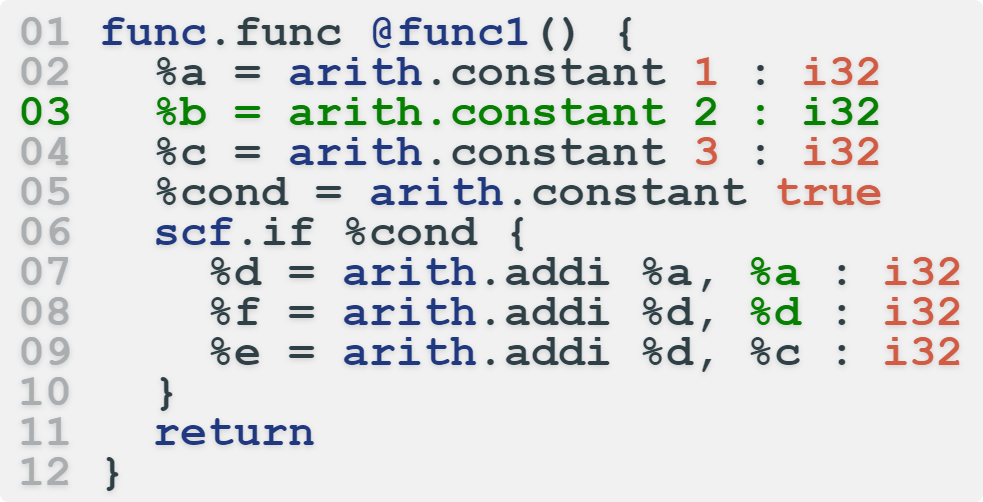 01 func.func @func1() {
02   %a = arith.constant 1 : i32
03   %b = arith.constant 2 : i32
04   %c = arith.constant 3 : i32
05   %cond = arith.constant true
06   scf.if %cond {
07     %d = arith.addi %a, %a : i32
08     %f = arith.addi %d, %d : i32
09     %e = arith.addi %d, %c : i32
10   }
11   return
12 }